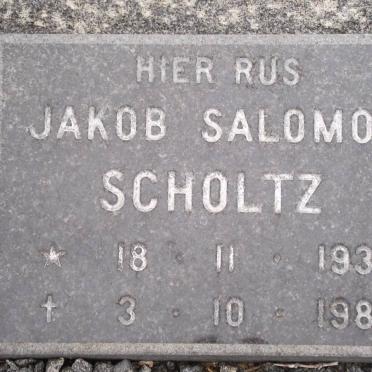 HIER RUS
JAKOB SALOMO
SCHOLTZ
★ 18 · 11 · 193
✝ 3 · 10 · 198